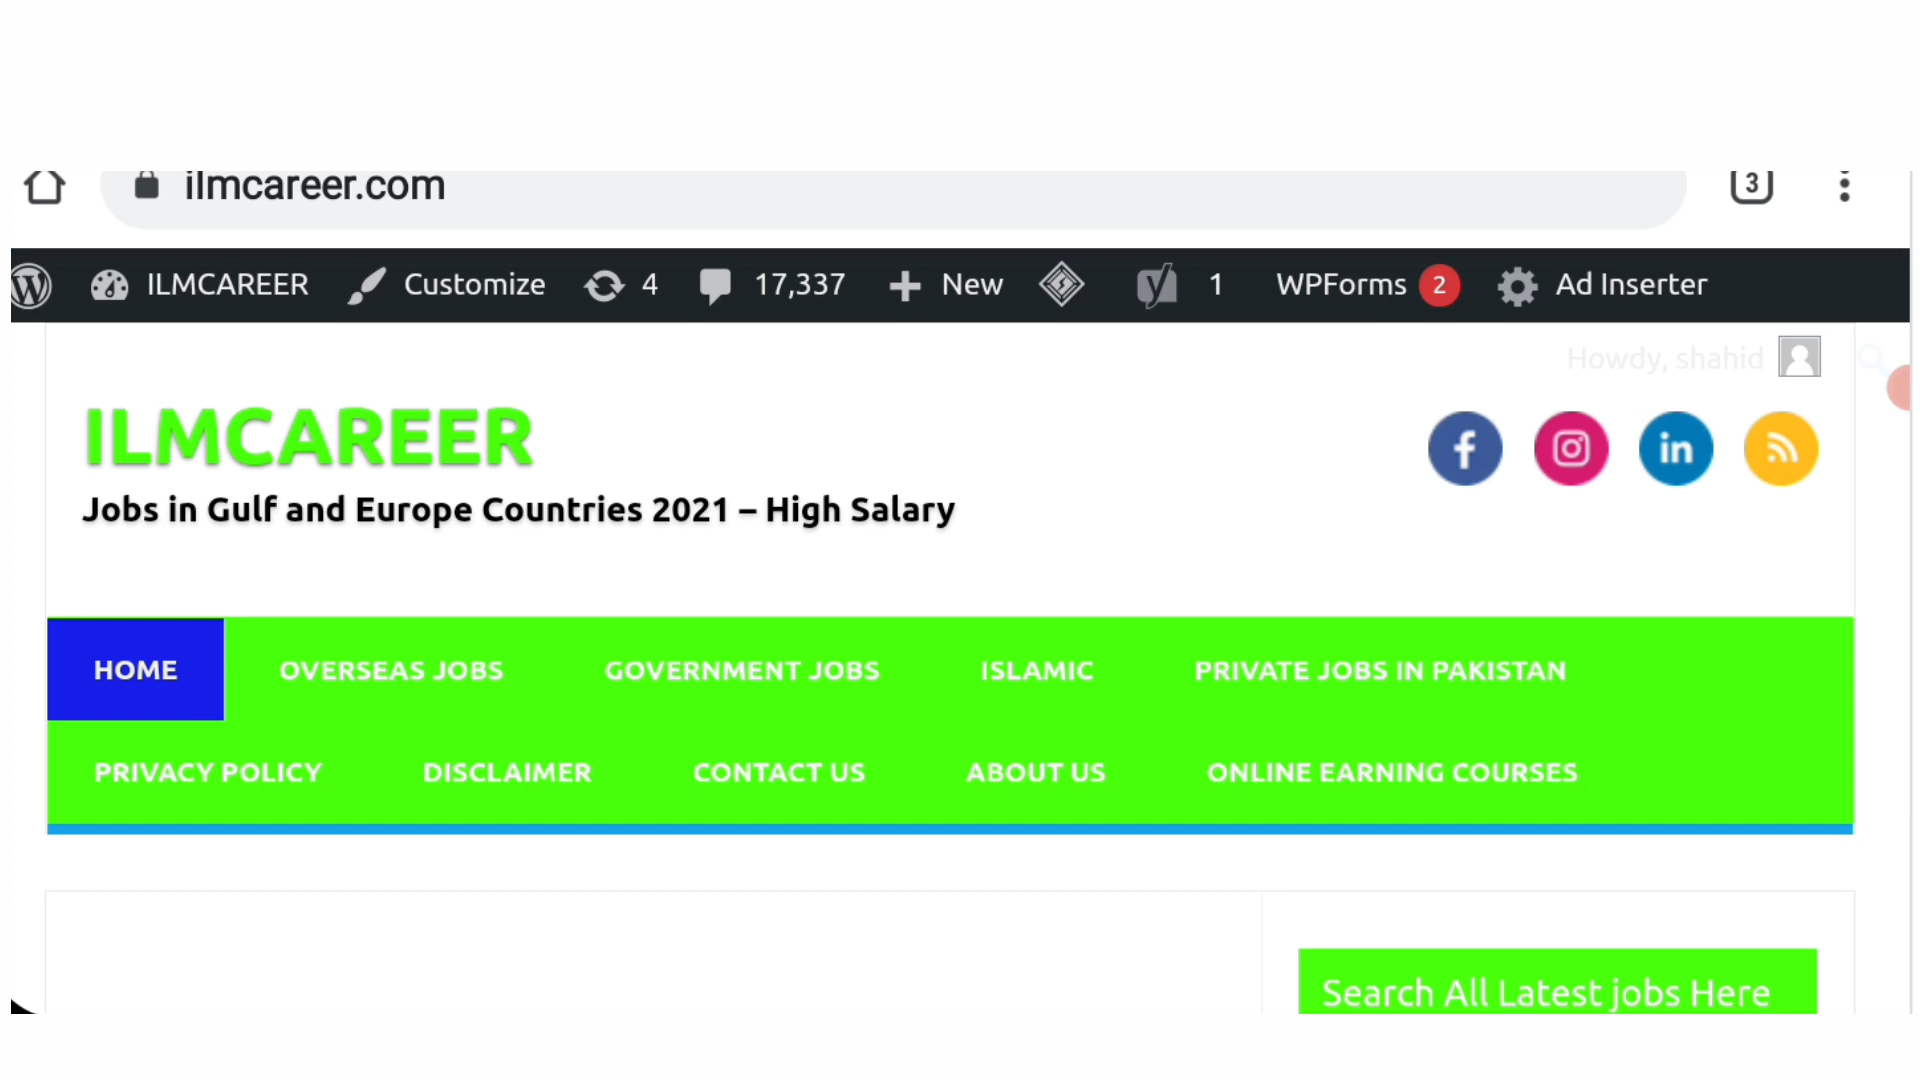 ilmcareer.com 3
ILMCAREER Customize 4 17,337 New 1 WPForms 2 Ad Inserter
Howdy, shahid
ILMCAREER
Jobs in Gulf and Europe Countries 2021 – High Salary
HOME OVERSEAS JOBS GOVERNMENT JOBS ISLAMIC PRIVATE JOBS IN PAKISTAN
PRIVACY POLICY DISCLAIMER CONTACT US ABOUT US ONLINE EARNING COURSES
Search All Latest jobs Here